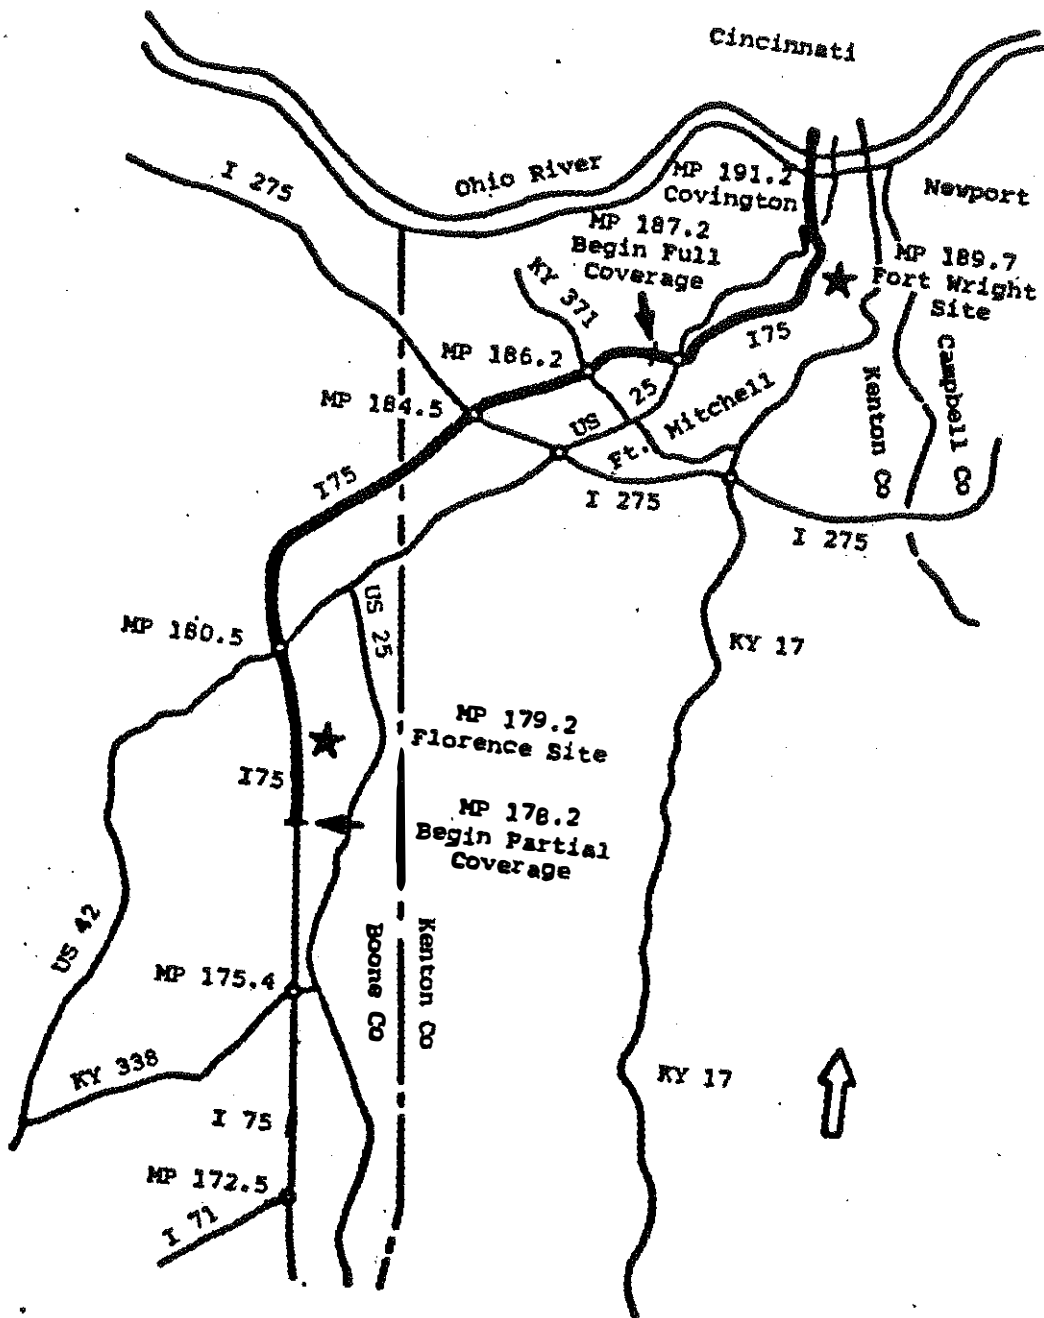 Cincinnati
I 275
Ohio River
MP 191.2
Covington
Newport
MP 187.2
Begin Full
Coverage
MP 189.7
Fort Wright
Site
KY 371
I75
MP 186.2
MP 184.5
US 25
Ft. Mitchell
Kenton Co
Campbell Co
I75
I 275
I 275
US 25
MP 180.5
KY 17
MP 179.2
Florence Site
I75
MP 178.2
Begin Partial
Coverage
US 42
Boone Co
Kenton Co
MP 175.4
KY 338
KY 17
I 75
MP 172.5
I 71